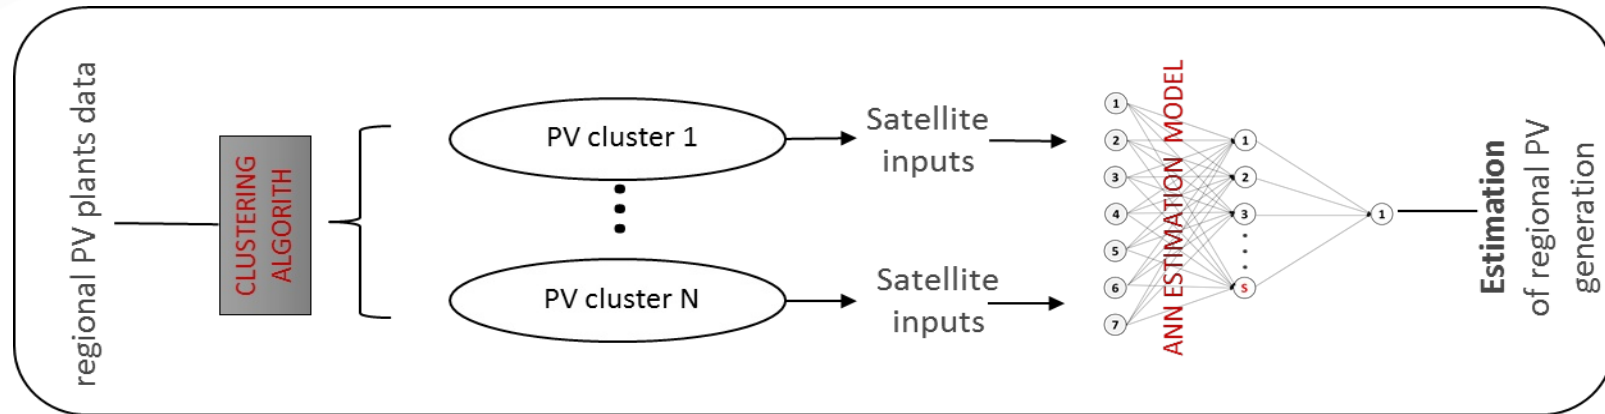 regional PV plants data
CLUSTERING
ALGORITH
PV cluster 1
Satellite
inputs
PV cluster N
Satellite
inputs
1
2
3
4
5
6
7
ANN ESTIMATION MODEL
1
2
3
S
1
Estimation
of regional PV
generation